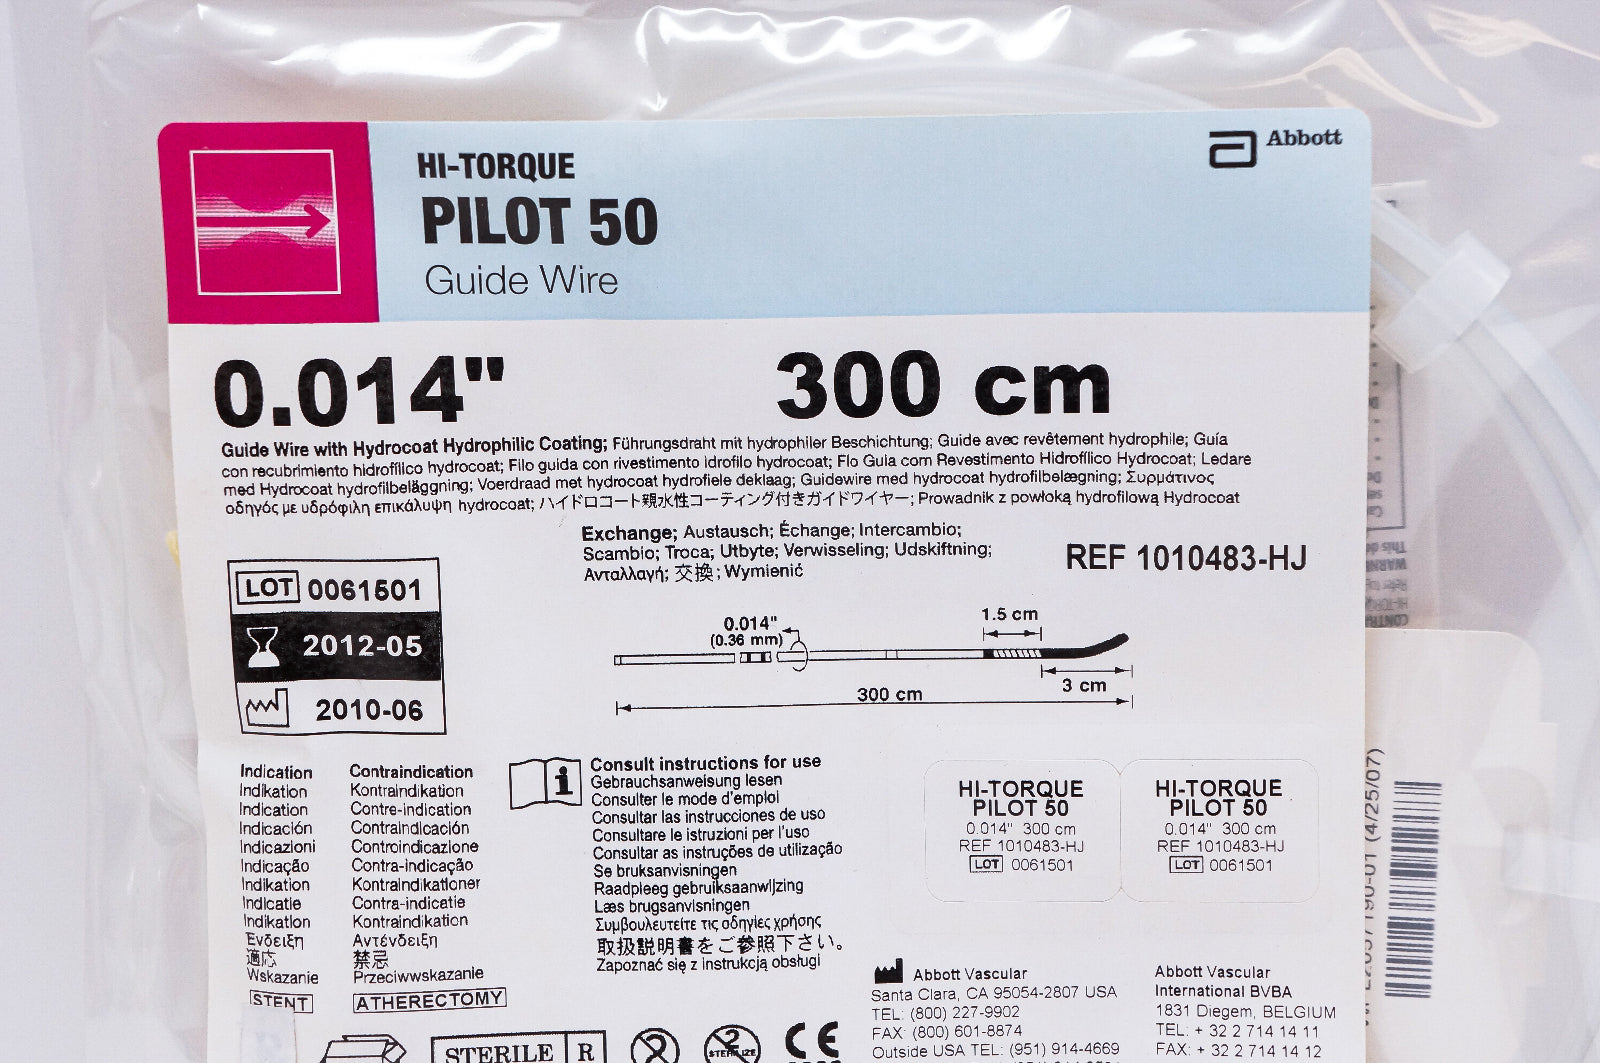 Abbott
HI-TORQUE
PILOT 50
Guide Wire
0.014" 300 cm
Guide Wire with Hydrocoat Hydrophilic Coating; Führungsdraht mit hydrophiler Beschichtung; Guide avec revêtement hydrophile; Guía
con recubrimiento hidrofílico hydrocoat; Filo guida con rivestimento idrofilo hydrocoat; Fio Guia com Revestimento Hidrofílico Hydrocoat; Ledare
med Hydrocoat hydrofilbeläggning; Voerdraad met hydrocoat hydrofiele deklaag; Guidewire med hydrocoat hydrofilbelægning; Συρμάτινος
οδηγός με υδρόφιλη επικάλυψη hydrocoat; ハイドロコート親水性コーティング付きガイドワイヤー; Prowadnik z powłoką hydrofilową Hydrocoat
Exchange; Austausch; Échange; Intercambio;
Scambio; Troca; Utbyte; Verwisseling; Udskiftning;
Ανταλλαγή; 交換; Wymienić
REF 1010483-HJ
LOT 0061501
2012-05
2010-06
0.014"
(0.36 mm)
1.5 cm
3 cm
300 cm
Indication Contraindication
Indikation Kontraindikation
Indication Contre-indication
Indicación Contraindicación
Indicazioni Controindicazione
Indicação Contra-indicação
Indikation Kontraindikationer
Indicatie Contra-indicatie
Indikation Kontraindikation
Ένδειξη Αντένδειξη
適応 禁忌
Wskazanie Przeciwwskazanie
STENT ATHERECTOMY
Consult instructions for use
Gebrauchsanweisung lesen
Consulter le mode d'emploi
Consultar las instrucciones de uso
Consultare le istruzioni per l'uso
Consultar as instruções de utilização
Se bruksanvisningen
Raadpleeg gebruiksaanwijzing
Læs brugsanvisningen
Συμβουλευτείτε τις οδηγίες χρήσης
取扱説明書をご参照下さい。
Zapoznać się z instrukcją obsługi
HI-TORQUE
PILOT 50
0.014" 300 cm
REF 1010483-HJ
LOT 0061501
HI-TORQUE
PILOT 50
0.014" 300 cm
REF 1010483-HJ
LOT 0061501
Abbott Vascular
Santa Clara, CA 95054-2807 USA
TEL: (800) 227-9902
FAX: (800) 601-8874
Outside USA TEL: (951) 914-4669
Abbott Vascular
International BVBA
1831 Diegem, BELGIUM
TEL: + 32 2 714 14 11
FAX: + 32 2 714 14 12
STERILE R
2
STERILIZE
CE
(4/25/07)